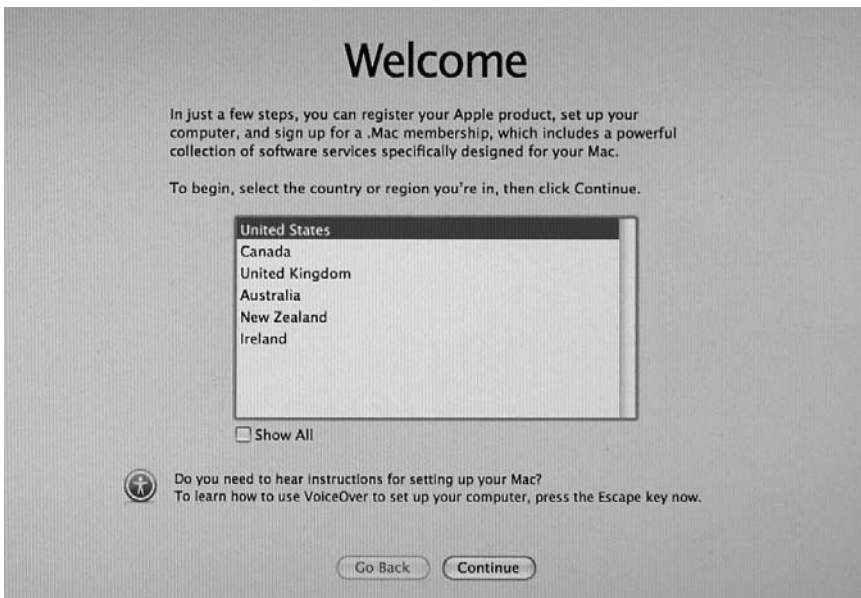 Welcome
In just a few steps, you can register your Apple product, set up your
computer, and sign up for a .Mac membership, which includes a powerful
collection of software services specifically designed for your Mac.
To begin, select the country or region you're in, then click Continue.
United States
Canada
United Kingdom
Australia
New Zealand
Ireland
Show All
Do you need to hear instructions for setting up your Mac?
To learn how to use VoiceOver to set up your computer, press the Escape key now.
Go Back
Continue